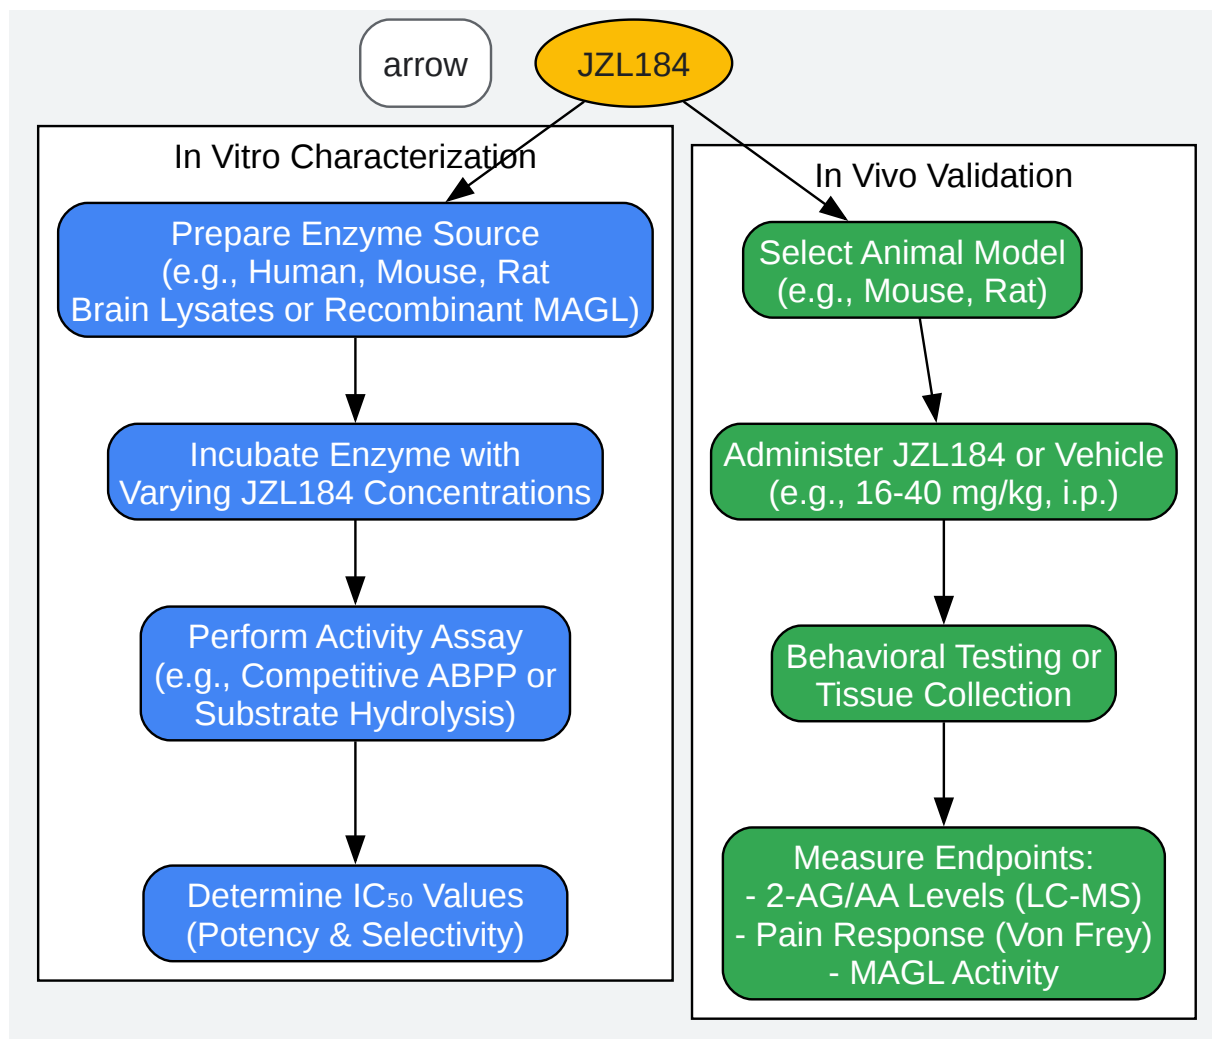 arrow
JZL184
In Vitro Characterization
Prepare Enzyme Source
(e.g., Human, Mouse, Rat
Brain Lysates or Recombinant MAGL)
Incubate Enzyme with
Varying JZL184 Concentrations
Perform Activity Assay
(e.g., Competitive ABPP or
Substrate Hydrolysis)
Determine IC₅₀ Values
(Potency & Selectivity)
In Vivo Validation
Select Animal Model
(e.g., Mouse, Rat)
Administer JZL184 or Vehicle
(e.g., 16-40 mg/kg, i.p.)
Behavioral Testing or
Tissue Collection
Measure Endpoints:
- 2-AG/AA Levels (LC-MS)
- Pain Response (Von Frey)
- MAGL Activity